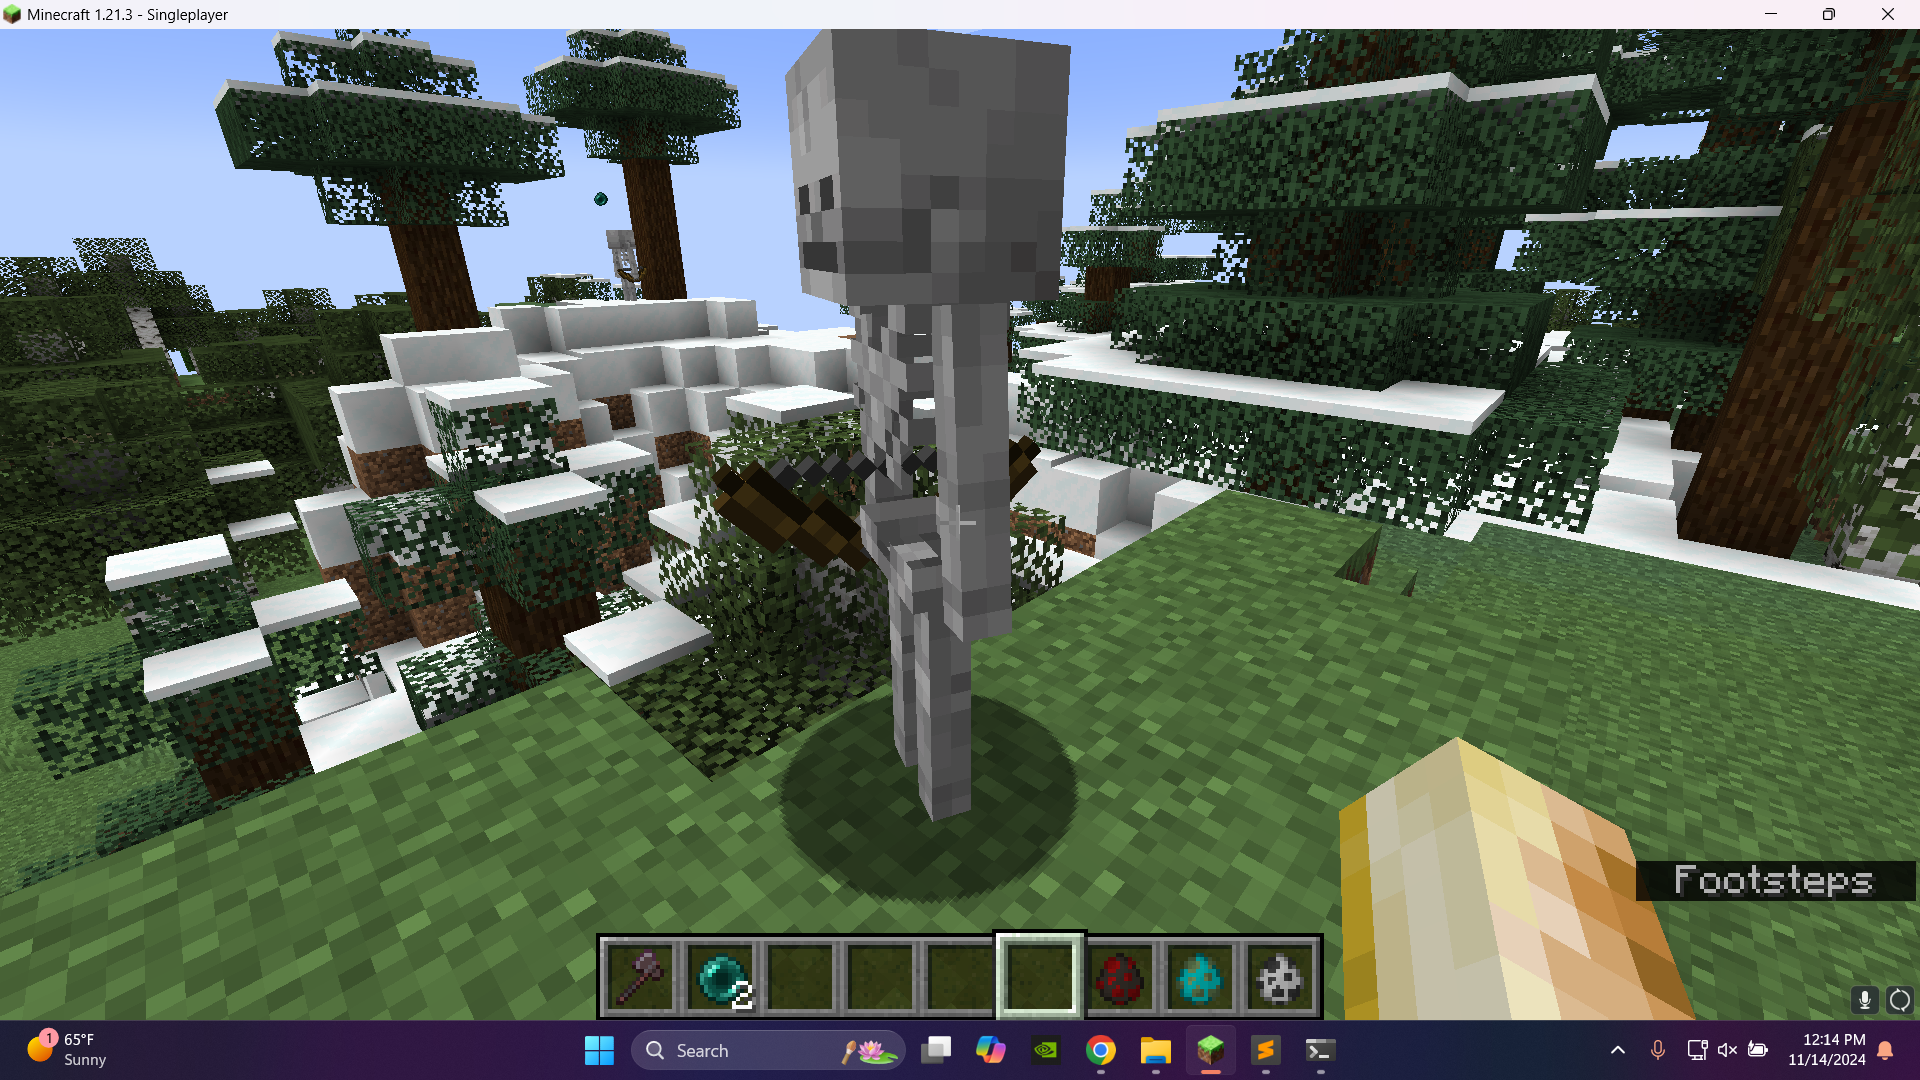 Minecraft 1.21.3 - Singleplayer
Footsteps
2
1
65°F
Sunny
Search
12:14 PM
11/14/2024